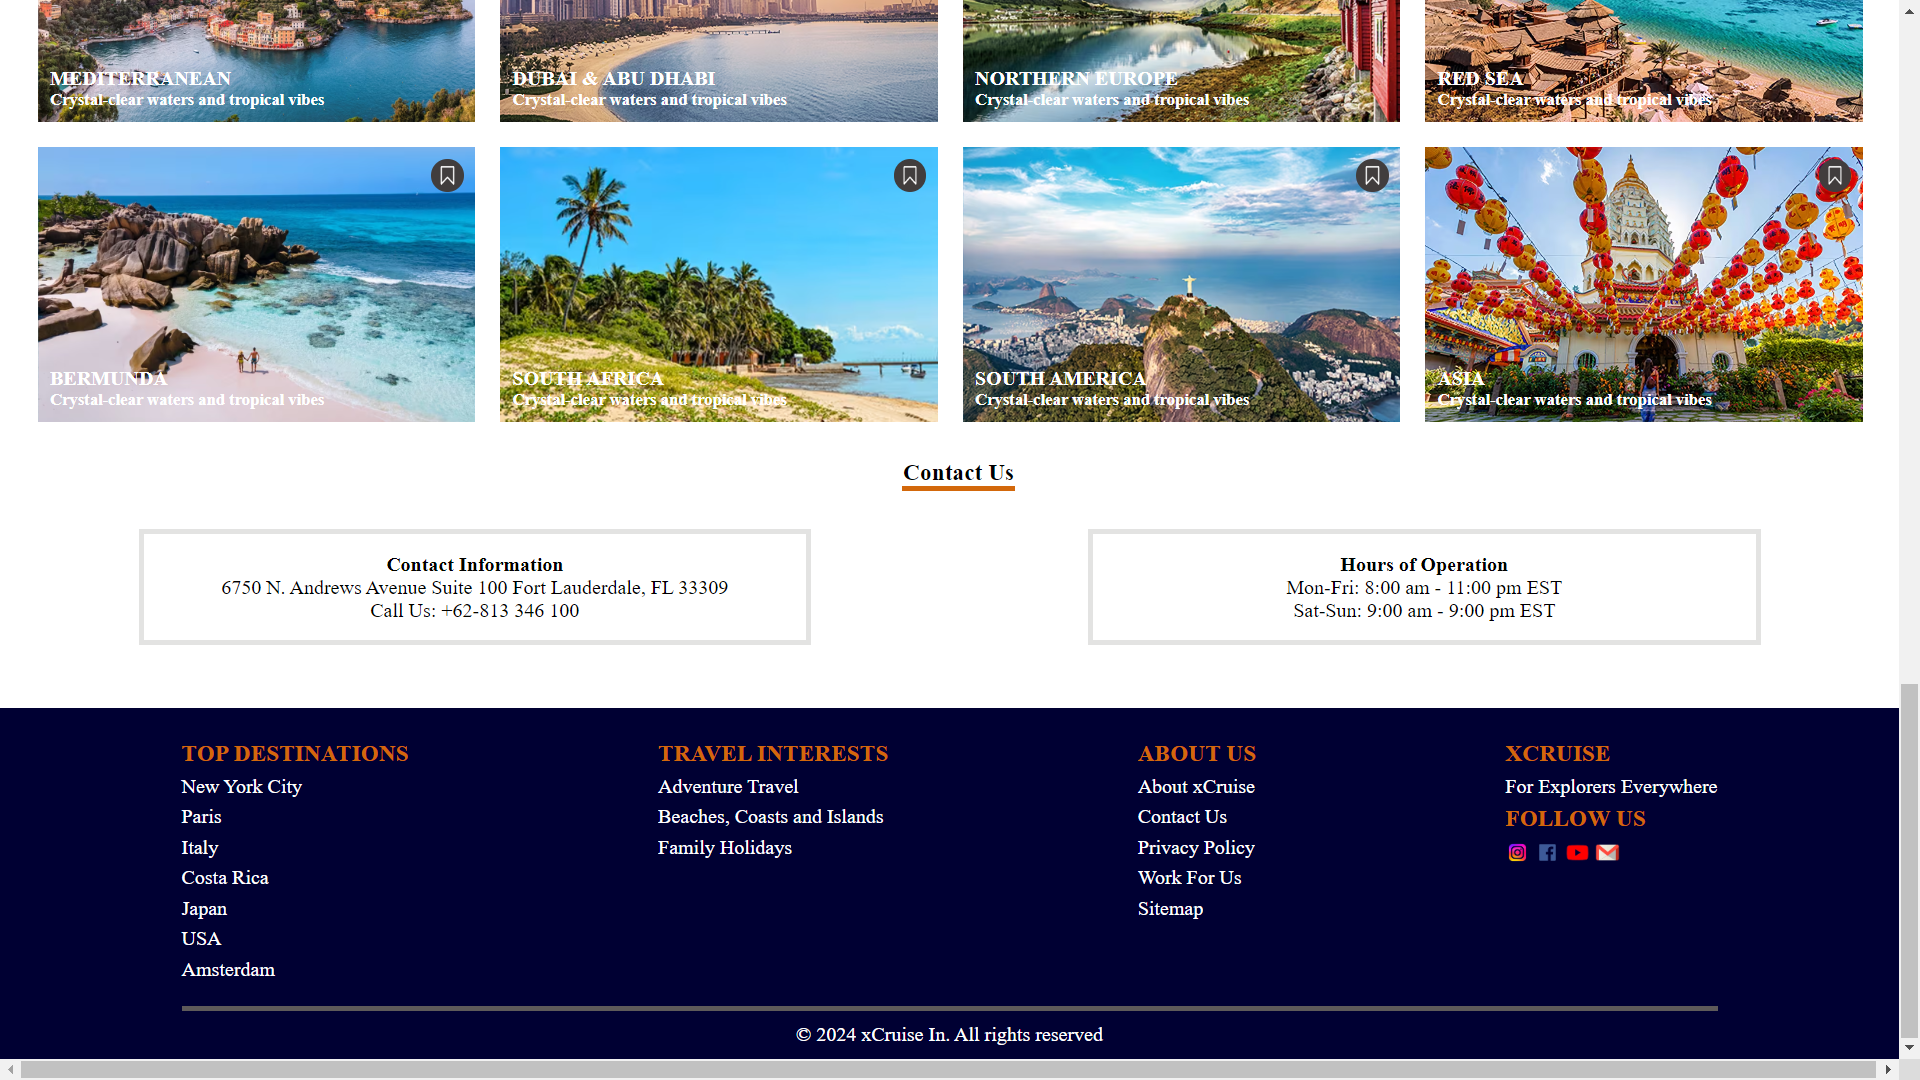 MEDITERRANEAN
Crystal-clear waters and tropical vibes
DUBAI & ABU DHABI
Crystal-clear waters and tropical vibes
NORTHERN EUROPE
Crystal-clear waters and tropical vibes
RED SEA
Crystal-clear waters and tropical vibes
BERMUNDA
Crystal-clear waters and tropical vibes
SOUTH AFRICA
Crystal-clear waters and tropical vibes
SOUTH AMERICA
Crystal-clear waters and tropical vibes
ASIA
Crystal-clear waters and tropical vibes
Contact Us
Contact Information
6750 N. Andrews Avenue Suite 100 Fort Lauderdale, FL 33309
Call Us: +62-813 346 100
Hours of Operation
Mon-Fri: 8:00 am - 11:00 pm EST
Sat-Sun: 9:00 am - 9:00 pm EST
TOP DESTINATIONS
New York City
Paris
Italy
Costa Rica
Japan
USA
Amsterdam
TRAVEL INTERESTS
Adventure Travel
Beaches, Coasts and Islands
Family Holidays
ABOUT US
About xCruise
Contact Us
Privacy Policy
Work For Us
Sitemap
XCRUISE
For Explorers Everywhere
FOLLOW US
© 2024 xCruise In. All rights reserved